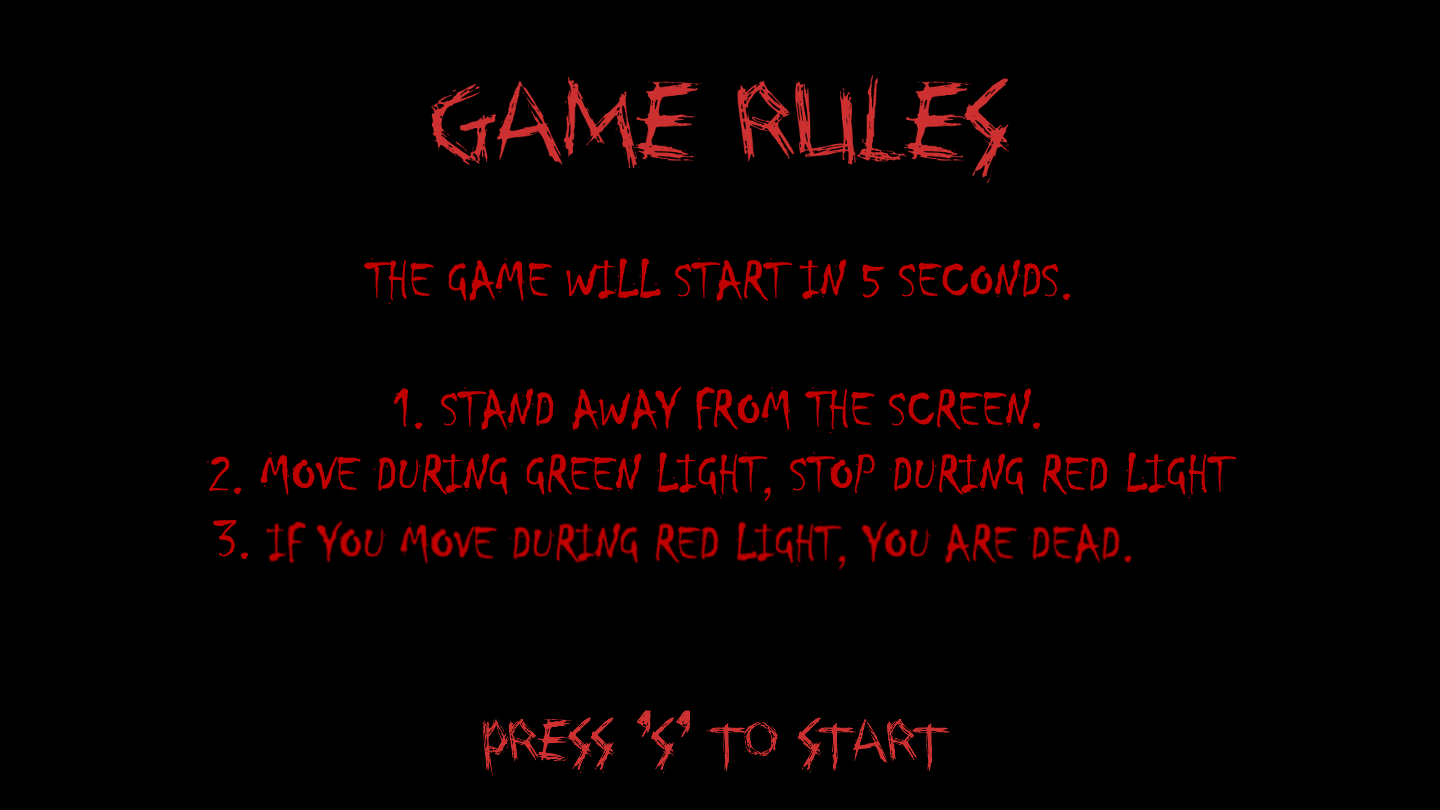 GAME RULES
THE GAME WILL START IN 5 SECONDS.
1. STAND AWAY FROM THE SCREEN.
2. MOVE DURING GREEN LIGHT, STOP DURING RED LIGHT
3. IF YOU MOVE DURING RED LIGHT, YOU ARE DEAD.
PRESS 'S' TO START